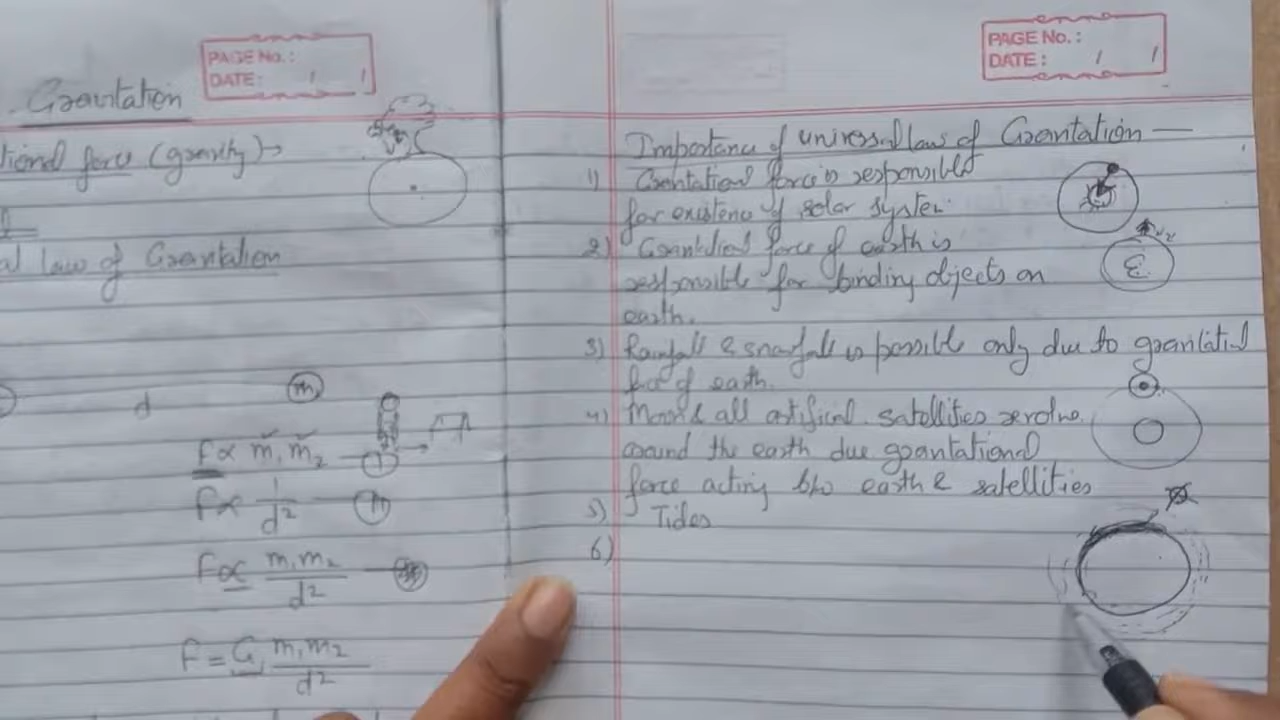 PAGE No. :
DATE : / /
Gravitation
tional force (gravity) →
al law of Gravitation
d
m
F ∝ m1 m2 — I
F ∝ 1/d² — II
F ∝ m1m2/d²
F = G m1m2/d²
PAGE No. :
DATE : / /
Importance of universal law of Gravitation —
1) Gravitational force is responsible
for existence of solar system.
2) Gravitational force of earth is
responsible for binding objects on
earth.
3) Rainfall & snowfall is possible only due to gravitational
force of earth.
4) Moon & all artificial satellities revolve
around the earth due gravitational
force acting b/w earth & satellities
5) Tides
6)
E